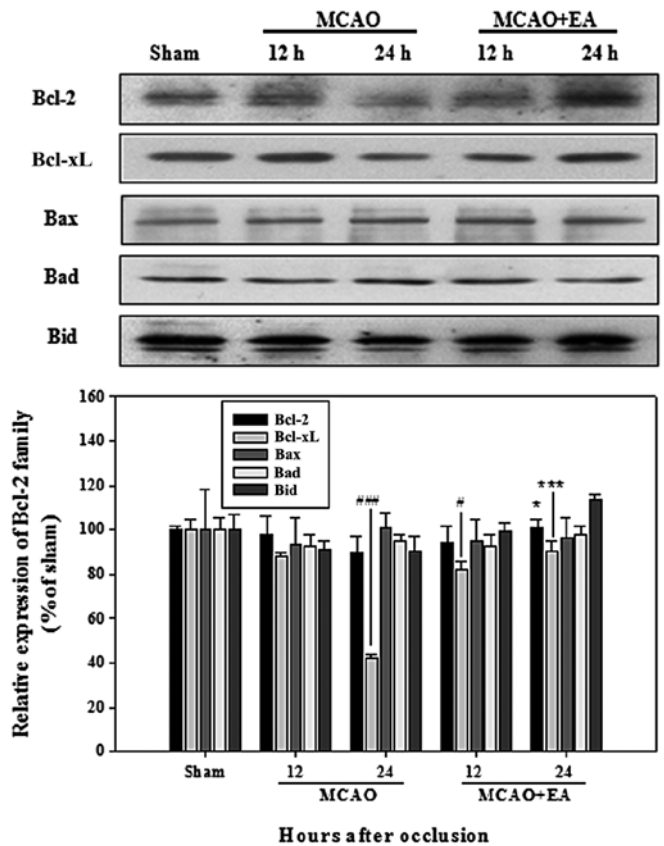 MCAO MCAO+EA
Sham 12 h 24 h 12 h 24 h
Bcl-2
Bcl-xL
Bax
Bad
Bid
Relative expression of Bcl-2 family
(% of sham)
160
140
120
100
80
60
40
20
0
Bcl-2
Bcl-xL
Bax
Bad
Bid
###
#
***
*
Sham 12 24 12 24
MCAO MCAO+EA
Hours after occlusion